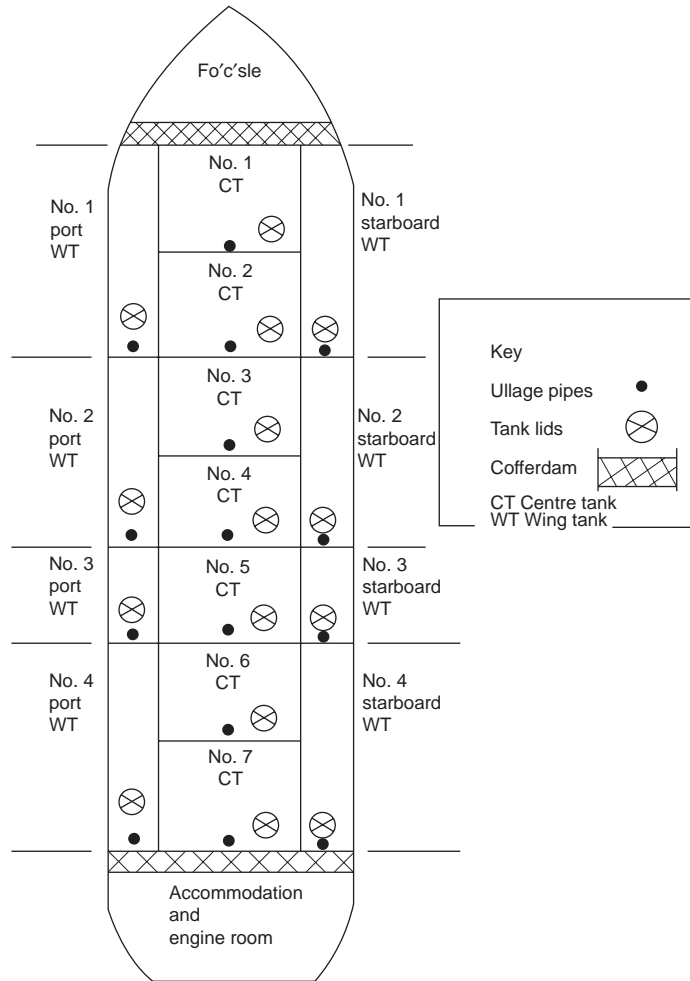 Fo′c′sle
No. 1
CT
No. 1
port
WT
No. 1
starboard
WT
No. 2
CT
No. 3
CT
No. 2
port
WT
No. 2
starboard
WT
No. 4
CT
No. 3
port
WT
No. 5
CT
No. 3
starboard
WT
No. 4
port
WT
No. 6
CT
No. 4
starboard
WT
No. 7
CT
Accommodation
and
engine room
Key
Ullage pipes
Tank lids
Cofferdam
CT Centre tank
WT Wing tank